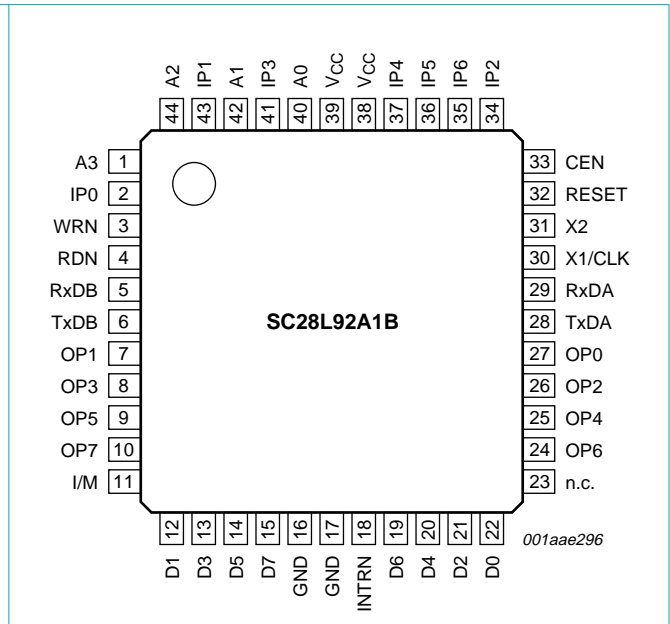 A2 IP1 A1 IP3 A0 VCC VCC IP4 IP5 IP6 IP2
44 43 42 41 40 39 38 37 36 35 34
A3 1
IP0 2
WRN 3
RDN 4
RxDB 5
TxDB 6
OP1 7
OP3 8
OP5 9
OP7 10
I/M 11
SC28L92A1B
33 CEN
32 RESET
31 X2
30 X1/CLK
29 RxDA
28 TxDA
27 OP0
26 OP2
25 OP4
24 OP6
23 n.c.
12 13 14 15 16 17 18 19 20 21 22
D1 D3 D5 D7 GND GND INTRN D6 D4 D2 D0
001aae296